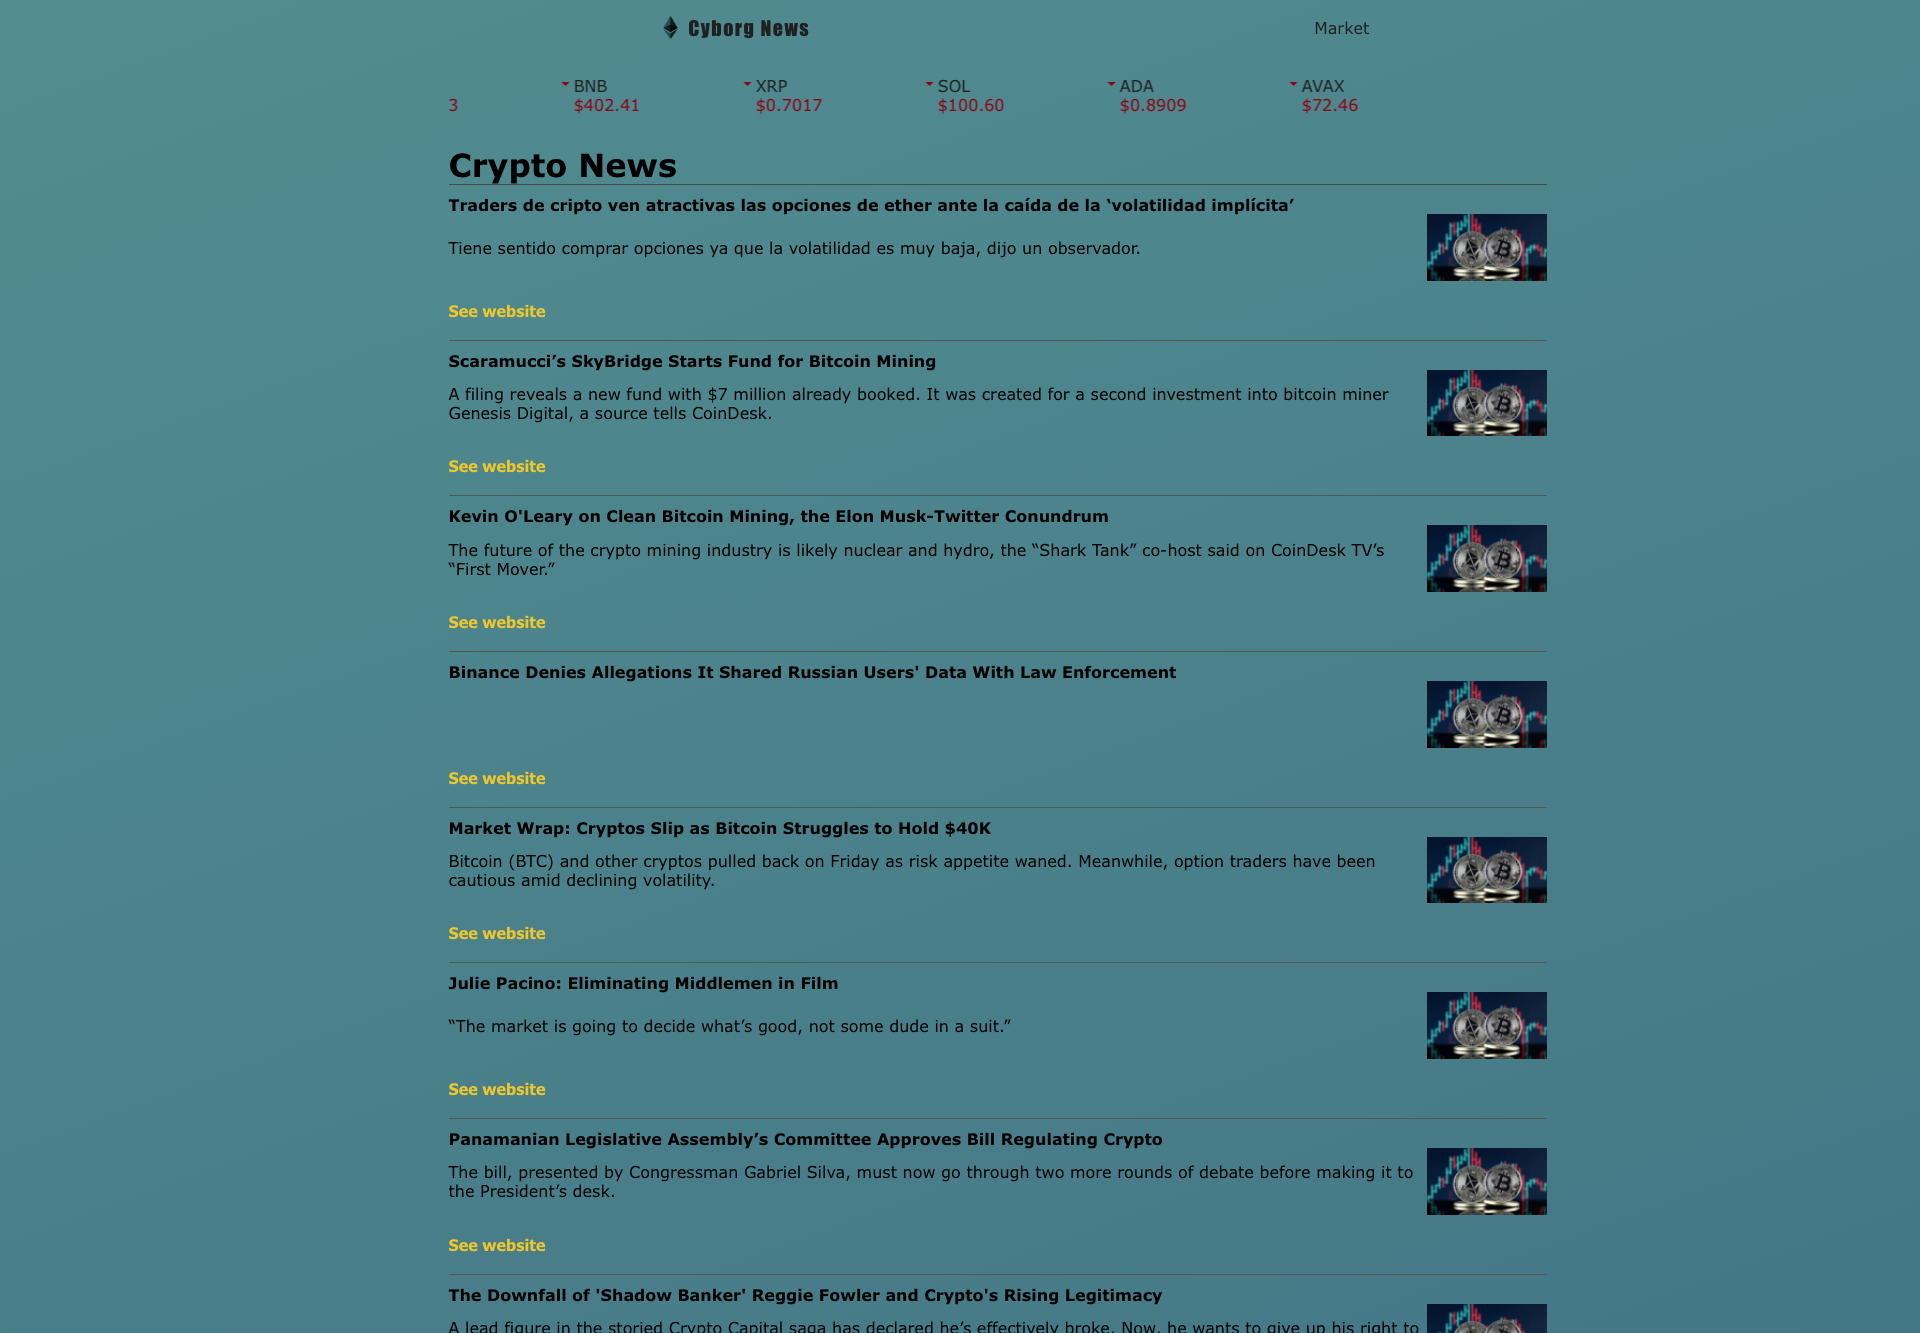 Cyborg News
Market
BNB
XRP
SOL
ADA
AVAX
3
$402.41
$0.7017
$100.60
$0.8909
$72.46
Crypto News
Traders de cripto ven atractivas las opciones de ether ante la caída de la ‘volatilidad implícita’
Tiene sentido comprar opciones ya que la volatilidad es muy baja, dijo un observador.
See website
Scaramucci’s SkyBridge Starts Fund for Bitcoin Mining
A filing reveals a new fund with $7 million already booked. It was created for a second investment into bitcoin miner
Genesis Digital, a source tells CoinDesk.
See website
Kevin O'Leary on Clean Bitcoin Mining, the Elon Musk-Twitter Conundrum
The future of the crypto mining industry is likely nuclear and hydro, the “Shark Tank” co-host said on CoinDesk TV’s
“First Mover.”
See website
Binance Denies Allegations It Shared Russian Users' Data With Law Enforcement
See website
Market Wrap: Cryptos Slip as Bitcoin Struggles to Hold $40K
Bitcoin (BTC) and other cryptos pulled back on Friday as risk appetite waned. Meanwhile, option traders have been
cautious amid declining volatility.
See website
Julie Pacino: Eliminating Middlemen in Film
“The market is going to decide what’s good, not some dude in a suit.”
See website
Panamanian Legislative Assembly’s Committee Approves Bill Regulating Crypto
The bill, presented by Congressman Gabriel Silva, must now go through two more rounds of debate before making it to
the President’s desk.
See website
The Downfall of 'Shadow Banker' Reggie Fowler and Crypto's Rising Legitimacy
A lead figure in the storied Crypto Capital saga has declared he’s effectively broke. Now, he wants to give up his right to